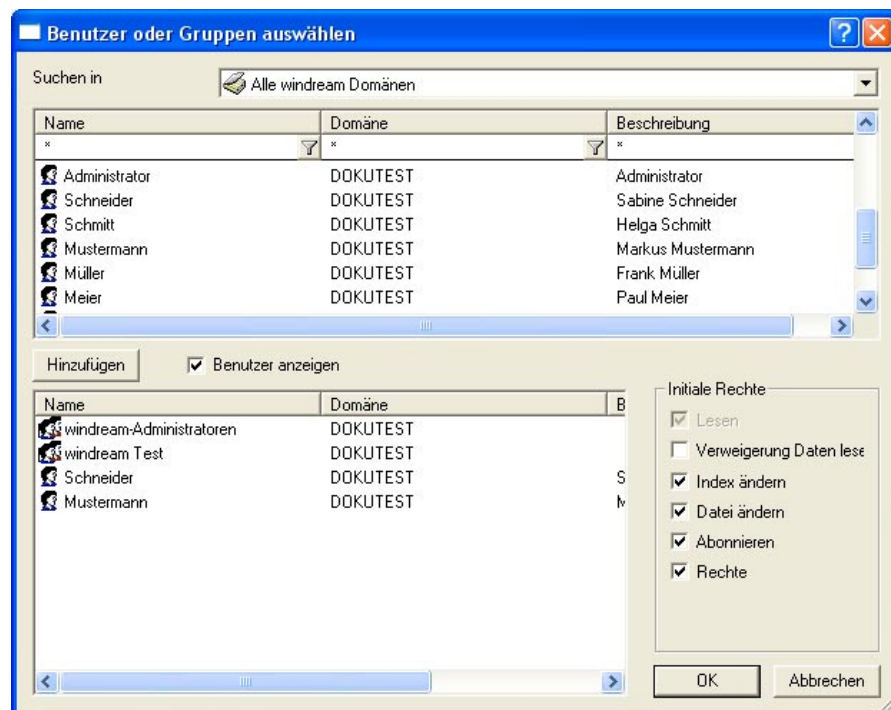 Benutzer oder Gruppen auswählen
Suchen in Alle windream Domänen
Name Domäne Beschreibung
* * *
Administrator DOKUTEST Administrator
Schneider DOKUTEST Sabine Schneider
Schmitt DOKUTEST Helga Schmitt
Mustermann DOKUTEST Markus Mustermann
Müller DOKUTEST Frank Müller
Meier DOKUTEST Paul Meier
Hinzufügen Benutzer anzeigen
Name Domäne B
windream-Administratoren DOKUTEST
windream Test DOKUTEST
Schneider DOKUTEST S
Mustermann DOKUTEST M
Initiale Rechte
Lesen
Verweigerung Daten lese
Index ändern
Datei ändern
Abonnieren
Rechte
OK Abbrechen